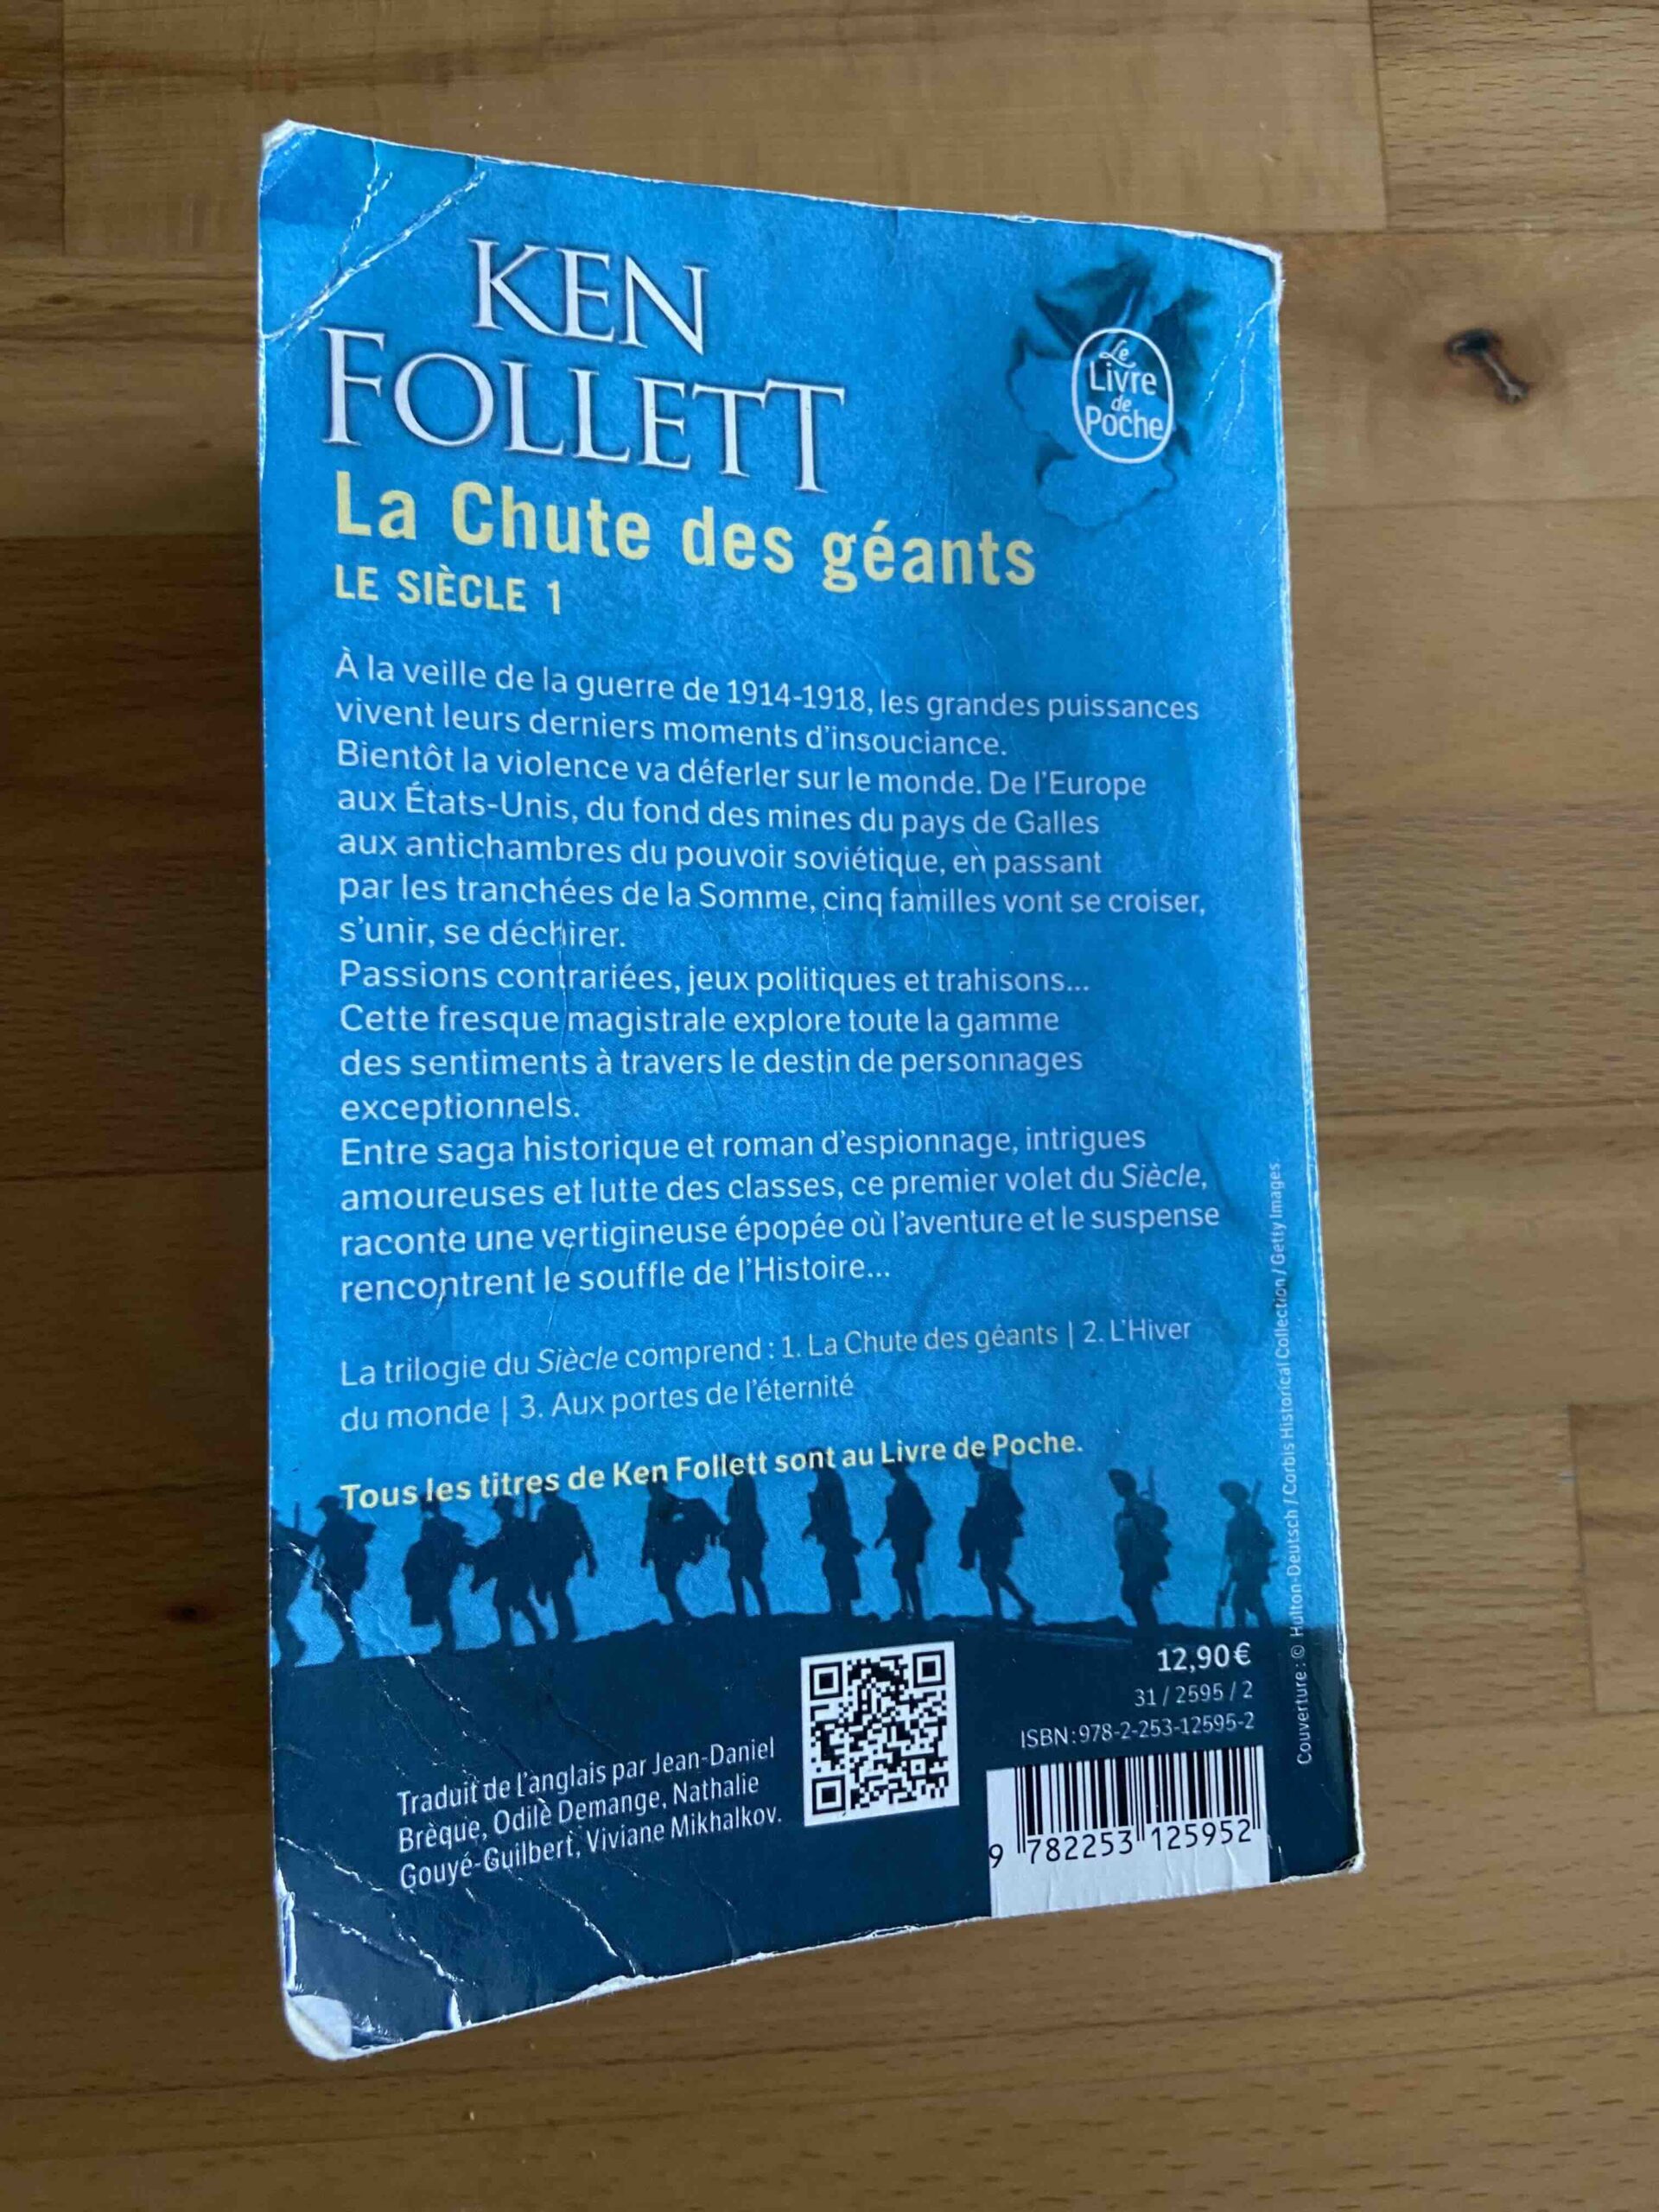 KEN
FOLLETT
Le
Livre
de
Poche
La Chute des géants
LE SIÈCLE 1
À la veille de la guerre de 1914-1918, les grandes puissances
vivent leurs derniers moments d'insouciance.
Bientôt la violence va déferler sur le monde. De l'Europe
aux États-Unis, du fond des mines du pays de Galles
aux antichambres du pouvoir soviétique, en passant
par les tranchées de la Somme, cinq familles vont se croiser,
s'unir, se déchirer.
Passions contrariées, jeux politiques et trahisons...
Cette fresque magistrale explore toute la gamme
des sentiments à travers le destin de personnages
exceptionnels.
Entre saga historique et roman d'espionnage, intrigues
amoureuses et lutte des classes, ce premier volet du Siècle,
raconte une vertigineuse épopée où l'aventure et le suspense
rencontrent le souffle de l'Histoire...
La trilogie du Siècle comprend : 1. La Chute des géants | 2. L'Hiver
du monde | 3. Aux portes de l'éternité
Tous les titres de Ken Follett sont au Livre de Poche.
Traduit de l'anglais par Jean-Daniel
Brèque, Odile Demange, Nathalie
Gouyé-Guilbert, Viviane Mikhalkov.
12,90 €
31 / 2595 / 2
ISBN : 978-2-253-12595-2
9 782253 125952
Couverture : © Hulton-Deutsch / Corbis Historical Collection / Getty Images.